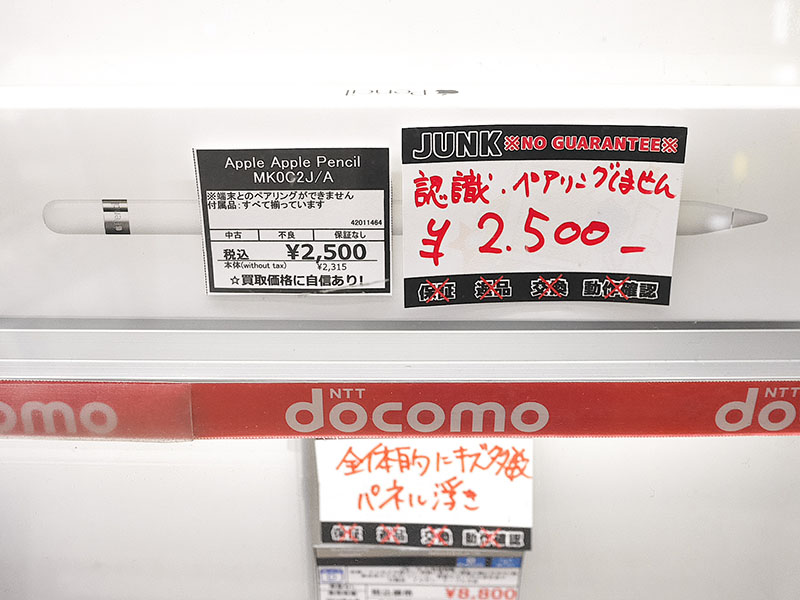 Apple Apple Pencil
MK0C2J/A
※端末とのペアリングができません
付属品:すべて揃っています
42011464
中古 不良 保証なし
税込 ¥2,500
本体(without tax) ¥2,315
☆買取価格に自信あり!
JUNK ※NO GUARANTEE※
認識・ペアリングしません
¥2.500-
保証 返品 交換 動作確認
docomo
NTT
docomo
NTT
do
全体的にキズ多数
パネル浮き
保証 返品 交換 動作確認
¥8,800